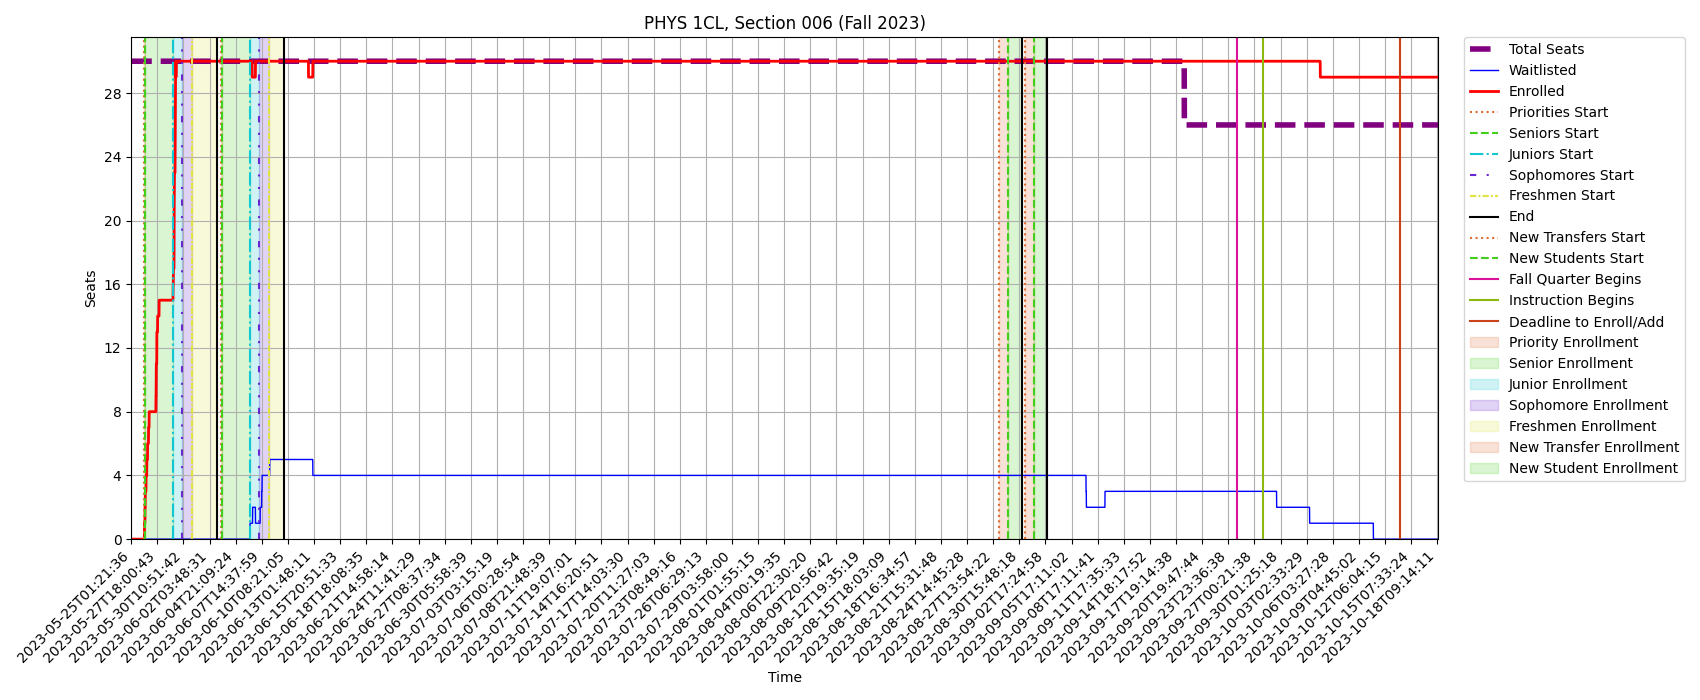 PHYS 1CL, Section 006 (Fall 2023)
Seats
28
24
20
16
12
8
4
0
2023-05-25T01:21:36
2023-05-27T18:00:43
2023-05-30T10:51:42
2023-06-02T03:48:31
2023-06-04T21:09:24
2023-06-07T14:37:59
2023-06-10T08:21:05
2023-06-13T01:48:11
2023-06-15T20:51:33
2023-06-18T18:08:35
2023-06-21T14:58:14
2023-06-24T11:41:29
2023-06-27T08:37:34
2023-06-30T05:58:39
2023-07-03T03:15:19
2023-07-06T00:28:54
2023-07-08T21:48:39
2023-07-11T19:07:01
2023-07-14T16:20:51
2023-07-17T14:03:30
2023-07-20T11:27:03
2023-07-23T08:49:16
2023-07-26T06:29:13
2023-07-29T03:58:00
2023-08-01T01:55:15
2023-08-04T00:19:35
2023-08-06T22:30:20
2023-08-09T20:56:42
2023-08-12T19:35:19
2023-08-15T18:03:09
2023-08-18T16:34:57
2023-08-21T15:31:48
2023-08-24T14:45:28
2023-08-27T13:54:22
2023-08-30T15:48:18
2023-09-02T17:24:58
2023-09-05T17:11:02
2023-09-08T17:11:41
2023-09-11T17:35:33
2023-09-14T18:17:52
2023-09-17T19:14:38
2023-09-20T19:47:44
2023-09-23T23:36:38
2023-09-27T00:21:38
2023-09-30T01:25:18
2023-10-03T02:33:29
2023-10-06T03:27:28
2023-10-09T04:45:02
2023-10-12T06:04:15
2023-10-15T07:33:24
2023-10-18T09:14:11
Time
Total Seats
Waitlisted
Enrolled
Priorities Start
Seniors Start
Juniors Start
Sophomores Start
Freshmen Start
End
New Transfers Start
New Students Start
Fall Quarter Begins
Instruction Begins
Deadline to Enroll/Add
Priority Enrollment
Senior Enrollment
Junior Enrollment
Sophomore Enrollment
Freshmen Enrollment
New Transfer Enrollment
New Student Enrollment